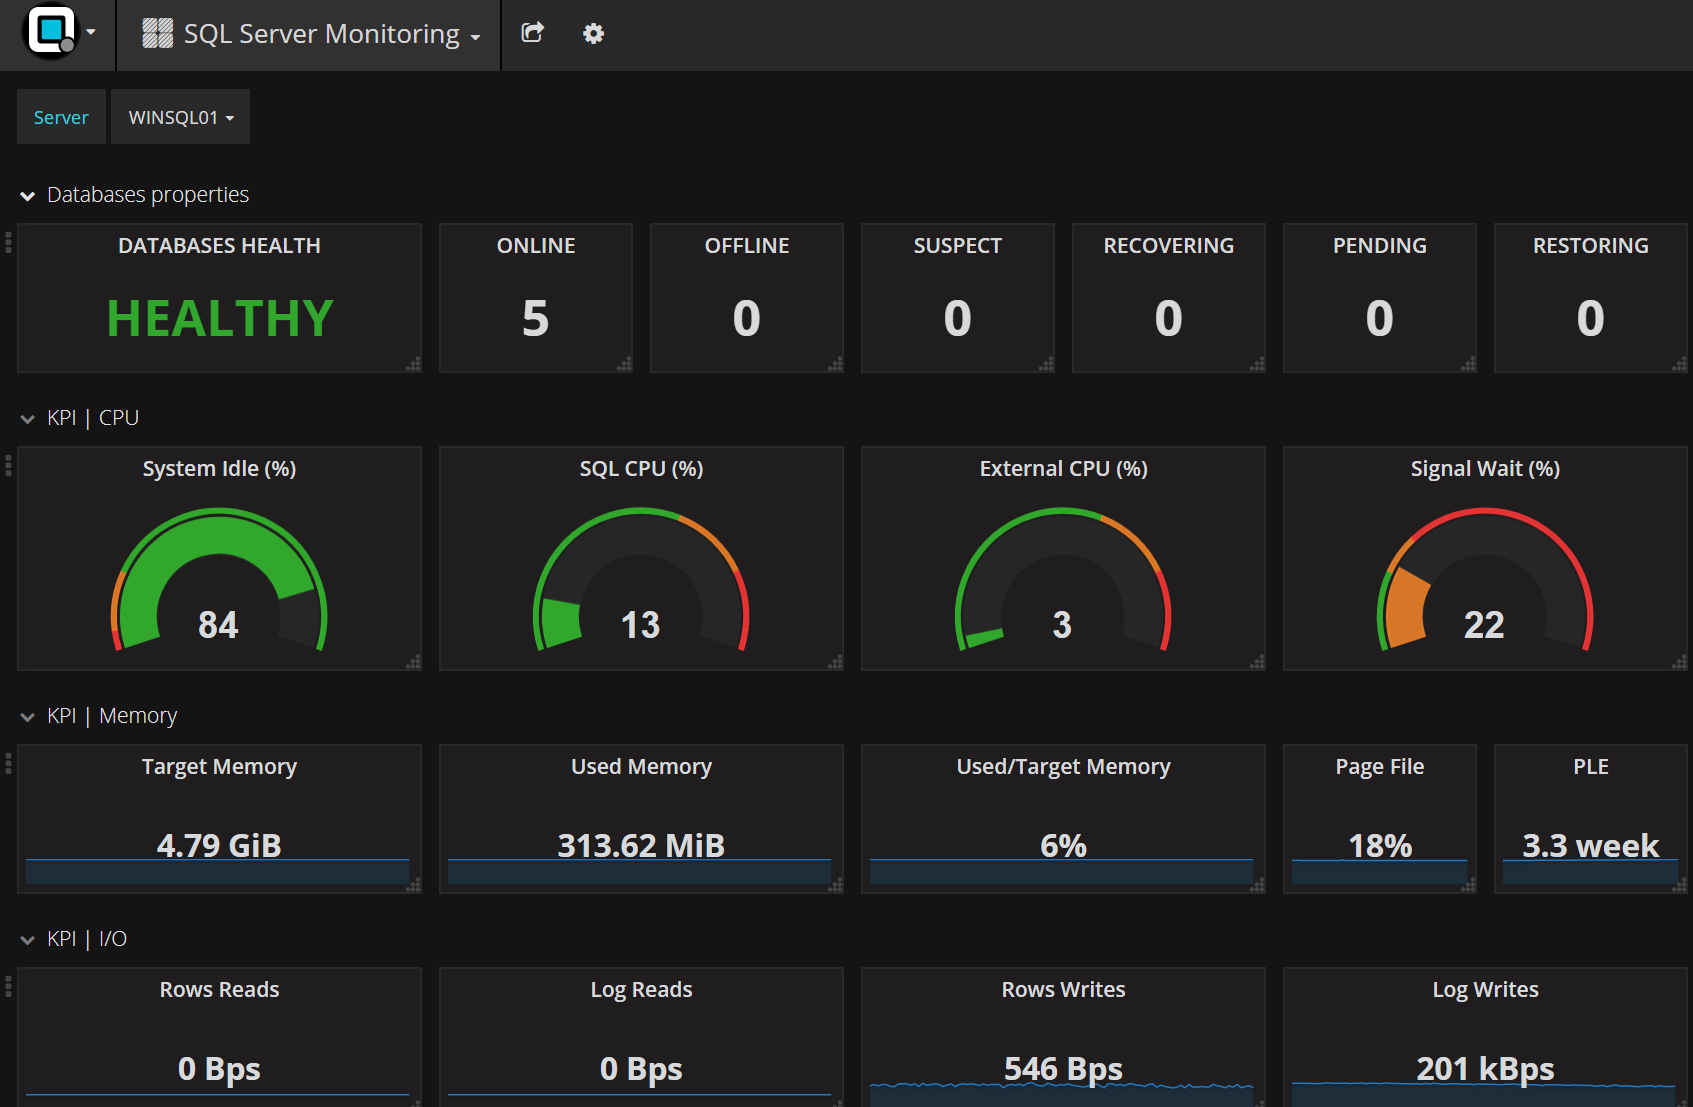 SQL Server Monitoring
Server
WINSQL01
Databases properties
DATABASES HEALTH
HEALTHY
ONLINE
5
OFFLINE
0
SUSPECT
0
RECOVERING
0
PENDING
0
RESTORING
0
KPI | CPU
System Idle (%)
84
SQL CPU (%)
13
External CPU (%)
3
Signal Wait (%)
22
KPI | Memory
Target Memory
4.79 GiB
Used Memory
313.62 MiB
Used/Target Memory
6%
Page File
18%
PLE
3.3 week
KPI | I/O
Rows Reads
0 Bps
Log Reads
0 Bps
Rows Writes
546 Bps
Log Writes
201 kBps